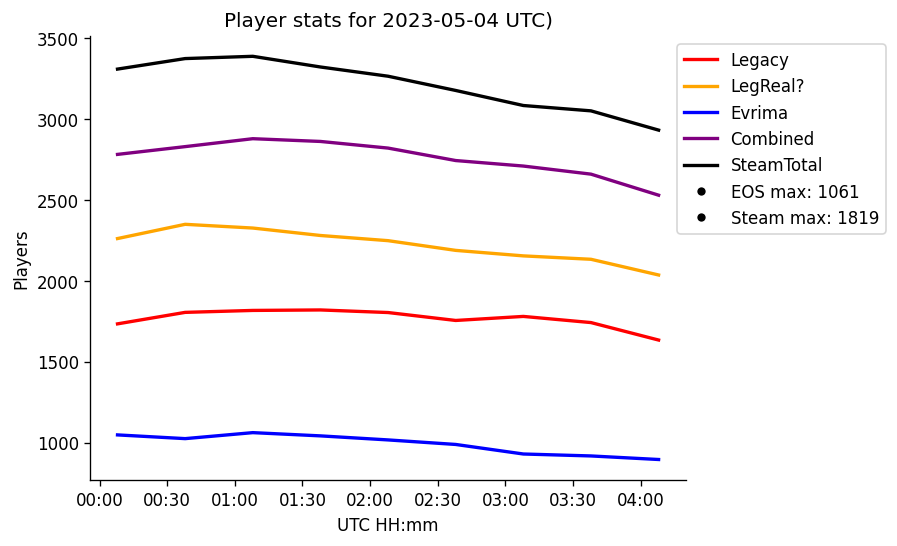 Player stats for 2023-05-04 UTC)
3500
3000
2500
2000
1500
1000
Players
00:00 00:30 01:00 01:30 02:00 02:30 03:00 03:30 04:00
UTC HH:mm
Legacy
LegReal?
Evrima
Combined
SteamTotal
EOS max: 1061
Steam max: 1819